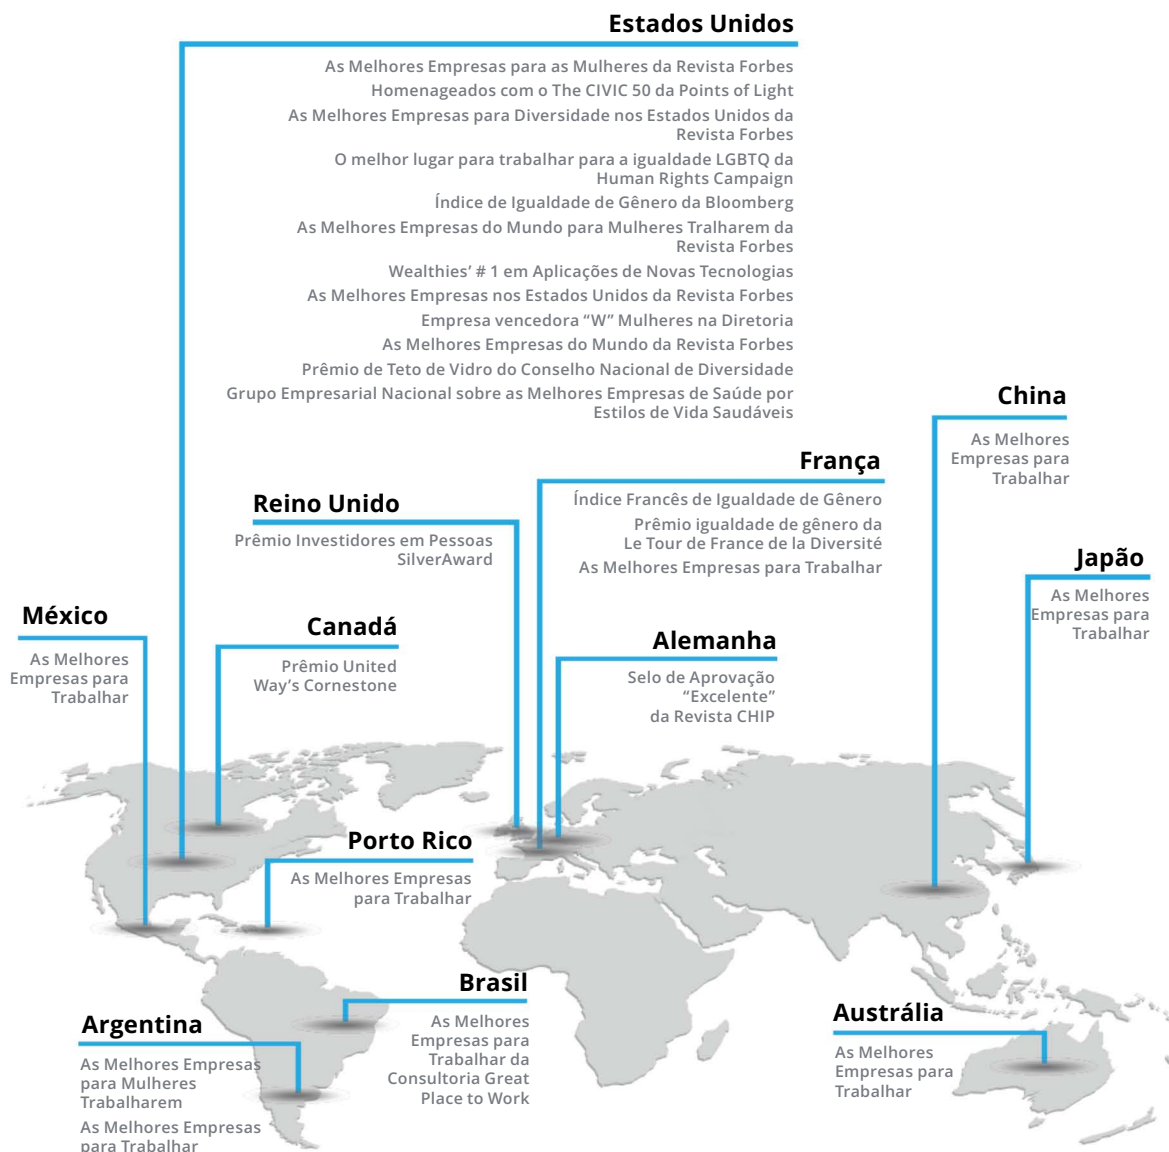 Estados Unidos
As Melhores Empresas para as Mulheres da Revista Forbes
Homenageados com o The CIVIC 50 da Points of Light
As Melhores Empresas para Diversidade nos Estados Unidos da
Revista Forbes
O melhor lugar para trabalhar para a igualdade LGBTQ da
Human Rights Campaign
Índice de Igualdade de Gênero da Bloomberg
As Melhores Empresas do Mundo para Mulheres Tralharem da
Revista Forbes
Wealthies’ # 1 em Aplicações de Novas Tecnologias
As Melhores Empresas nos Estados Unidos da Revista Forbes
Empresa vencedora “W” Mulheres na Diretoria
As Melhores Empresas do Mundo da Revista Forbes
Prêmio de Teto de Vidro do Conselho Nacional de Diversidade
Grupo Empresarial Nacional sobre as Melhores Empresas de Saúde por
Estilos de Vida Saudáveis
China
As Melhores
Empresas para
Trabalhar
França
Índice Francês de Igualdade de Gênero
Prêmio igualdade de gênero da
Le Tour de France de la Diversité
As Melhores Empresas para Trabalhar
Reino Unido
Prêmio Investidores em Pessoas
SilverAward
Japão
As Melhores
Empresas para
Trabalhar
México
As Melhores
Empresas para
Trabalhar
Canadá
Prêmio United
Way's Cornestone
Alemanha
Selo de Aprovação
“Excelente”
da Revista CHIP
Porto Rico
As Melhores Empresas
para Trabalhar
Brasil
As Melhores
Empresas para
Trabalhar da
Consultoria Great
Place to Work
Argentina
As Melhores Empresas
para Mulheres
Trabalharem
As Melhores Empresas
para Trabalhar
Austrália
As Melhores
Empresas para
Trabalhar